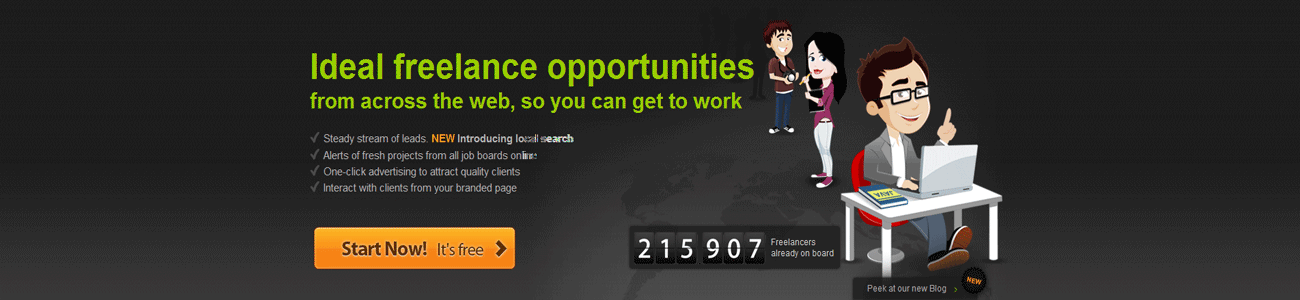 Ideal freelance opportunities
from across the web, so you can get to work
Steady stream of leads. NEW Introducing local search
Alerts of fresh projects from all job boards online
One-click advertising to attract quality clients
Interact with clients from your branded page
Start Now! It's free
215907
Freelancers
already on board
JAVA
Peek at our new Blog
NEW